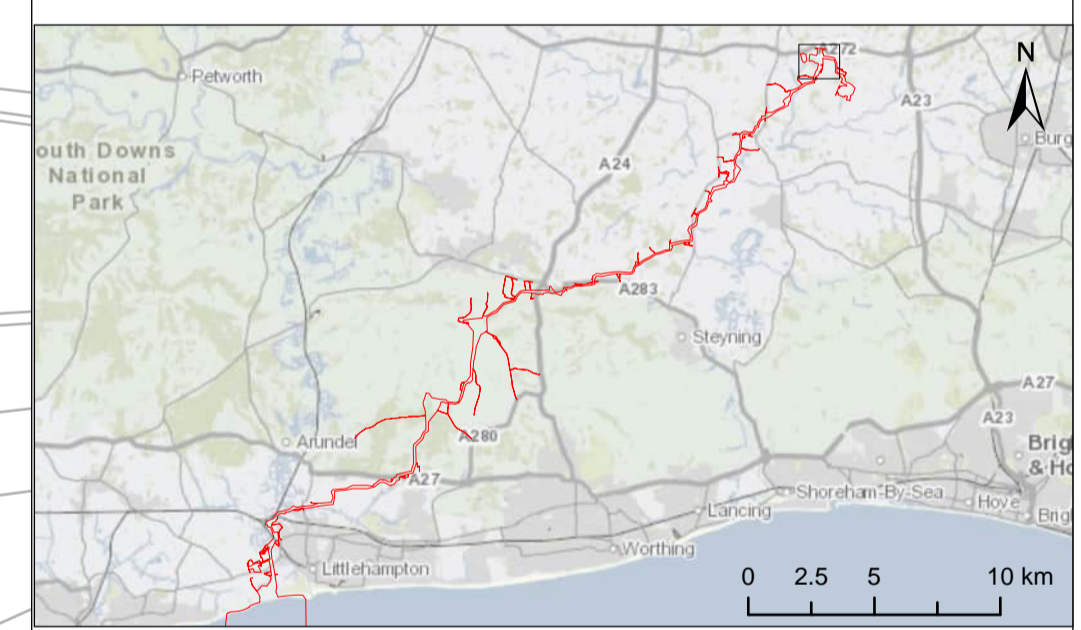 A272
Petworth
N
A23
Burg
outh Downs
National
Park
A24
A283
Steyning
A27
A23
Arundel
A280
Brig
& Ho
A27
Shoreham-By-Sea
Hove
Lancing
Brig
Worthing
Littlehampton
0 2.5 5 10 km